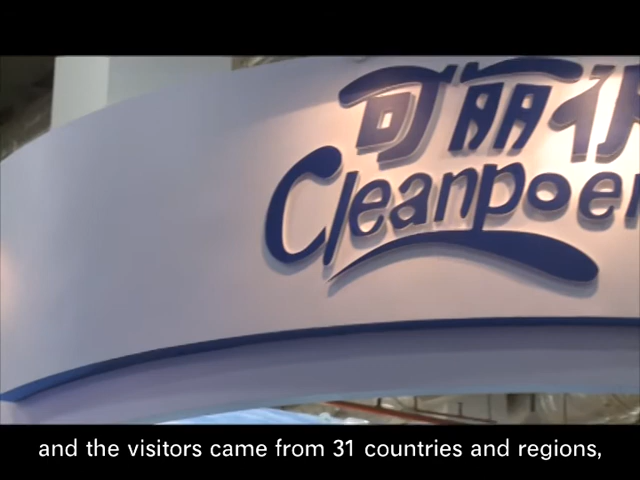 可丽
Cleanpoe
and the visitors came from 31 countries and regions,